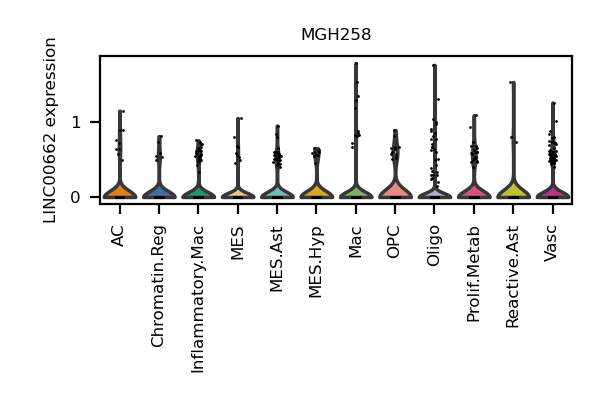 MGH258
LINC00662 expression
1
0
AC
Chromatin.Reg
Inflammatory.Mac
MES
MES.Ast
MES.Hyp
Mac
OPC
Oligo
Prolif.Metab
Reactive.Ast
Vasc